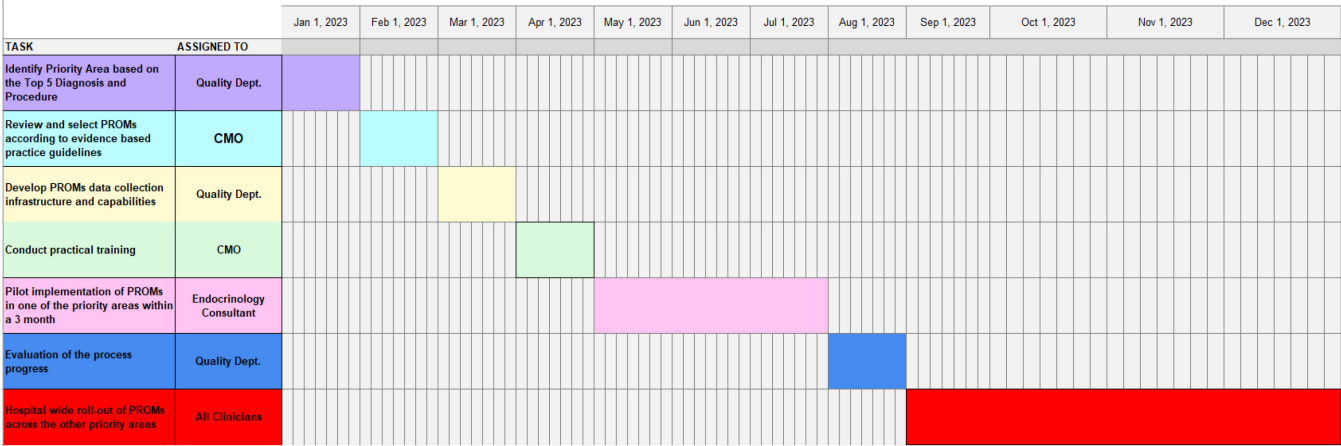 Jan 1, 2023 Feb 1, 2023 Mar 1, 2023 Apr 1, 2023 May 1, 2023 Jun 1, 2023 Jul 1, 2023 Aug 1, 2023 Sep 1, 2023 Oct 1, 2023 Nov 1, 2023 Dec 1, 2023
TASK ASSIGNED TO
Identify Priority Area based on
the Top 5 Diagnosis and
Procedure
Quality Dept.
Review and select PROMs
according to evidence based
practice guidelines
CMO
Develop PROMs data collection
infrastructure and capabilities
Quality Dept.
Conduct practical training
CMO
Pilot implementation of PROMs
in one of the priority areas within
a 3 month
Endocrinology
Consultant
Evaluation of the process
progress
Quality Dept.
Hospital wide roll-out of PROMs
across the other priority areas
All Clinicians